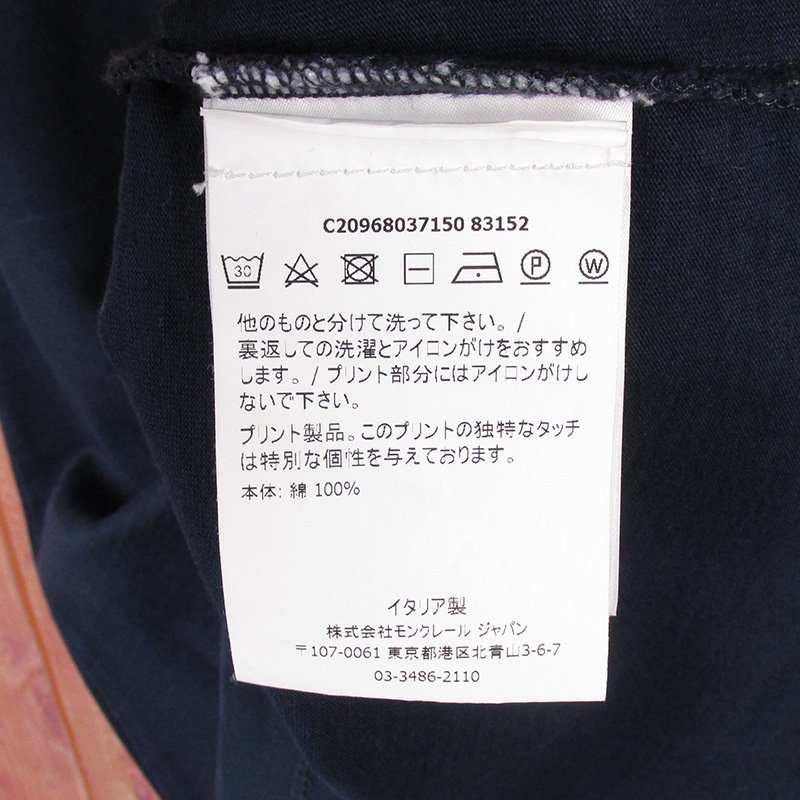 C20968037150 83152
30 P W
他のものと分けて洗って下さい。/
裏返しての洗濯とアイロンがけをおすすめ
します。/ プリント部分にはアイロンがけし
ないで下さい。
プリント製品。このプリントの独特なタッチ
は特別な個性を与えております。
本体: 綿 100%
イタリア製
株式会社モンクレール ジャパン
〒107-0061 東京都港区北青山3-6-7
03-3486-2110